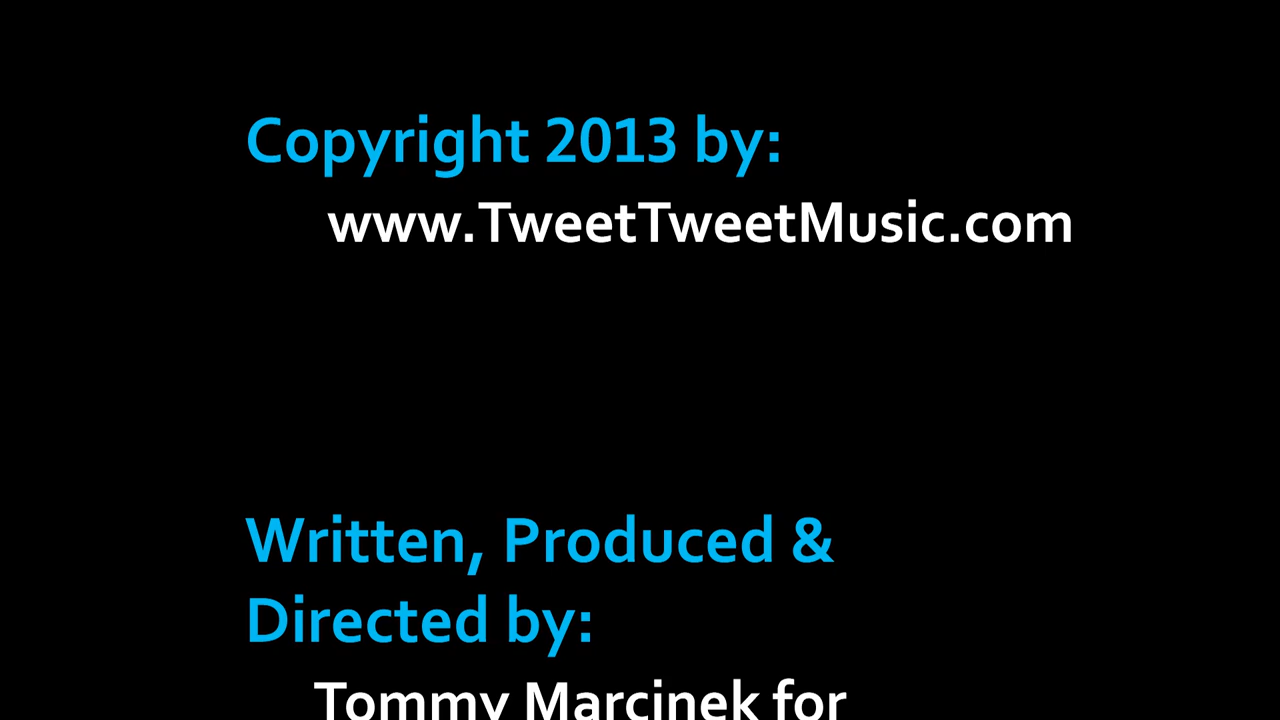 Copyright 2013 by:
www.TweetTweetMusic.com
Written, Produced &
Directed by:
Tommy Marcinek for